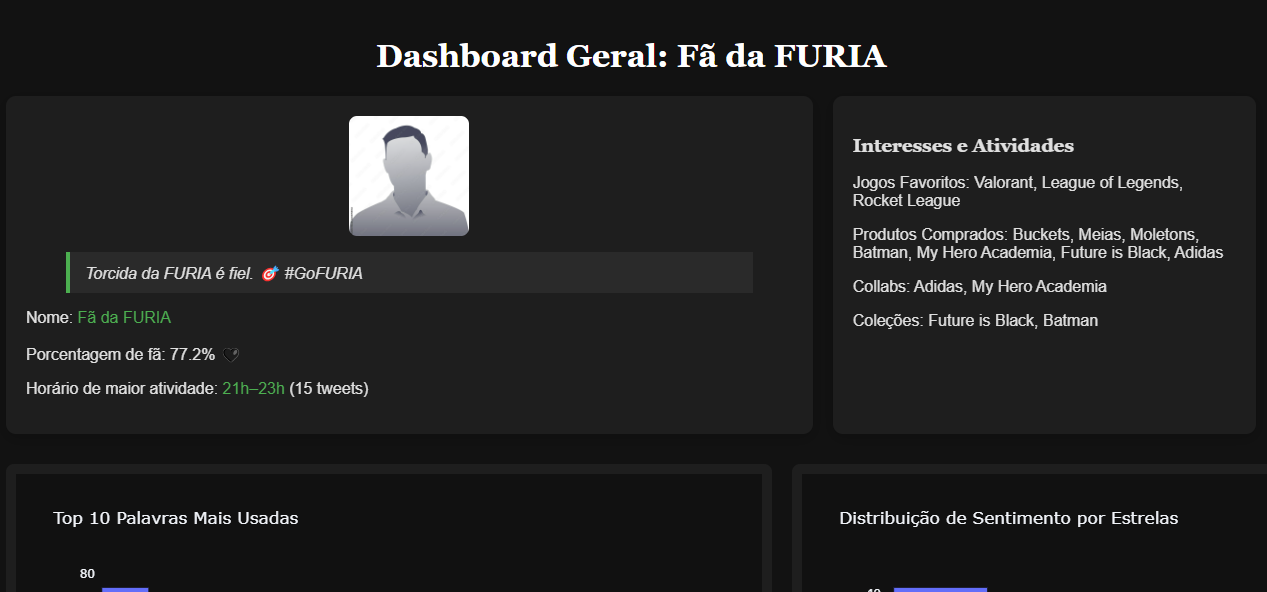 Dashboard Geral: Fã da FURIA
Torcida da FURIA é fiel. 🎯 #GoFURIA
Nome: Fã da FURIA
Porcentagem de fã: 77.2% 🖤
Horário de maior atividade: 21h–23h (15 tweets)
Interesses e Atividades
Jogos Favoritos: Valorant, League of Legends,
Rocket League
Produtos Comprados: Buckets, Meias, Moletons,
Batman, My Hero Academia, Future is Black, Adidas
Collabs: Adidas, My Hero Academia
Coleções: Future is Black, Batman
Top 10 Palavras Mais Usadas
80
Distribuição de Sentimento por Estrelas